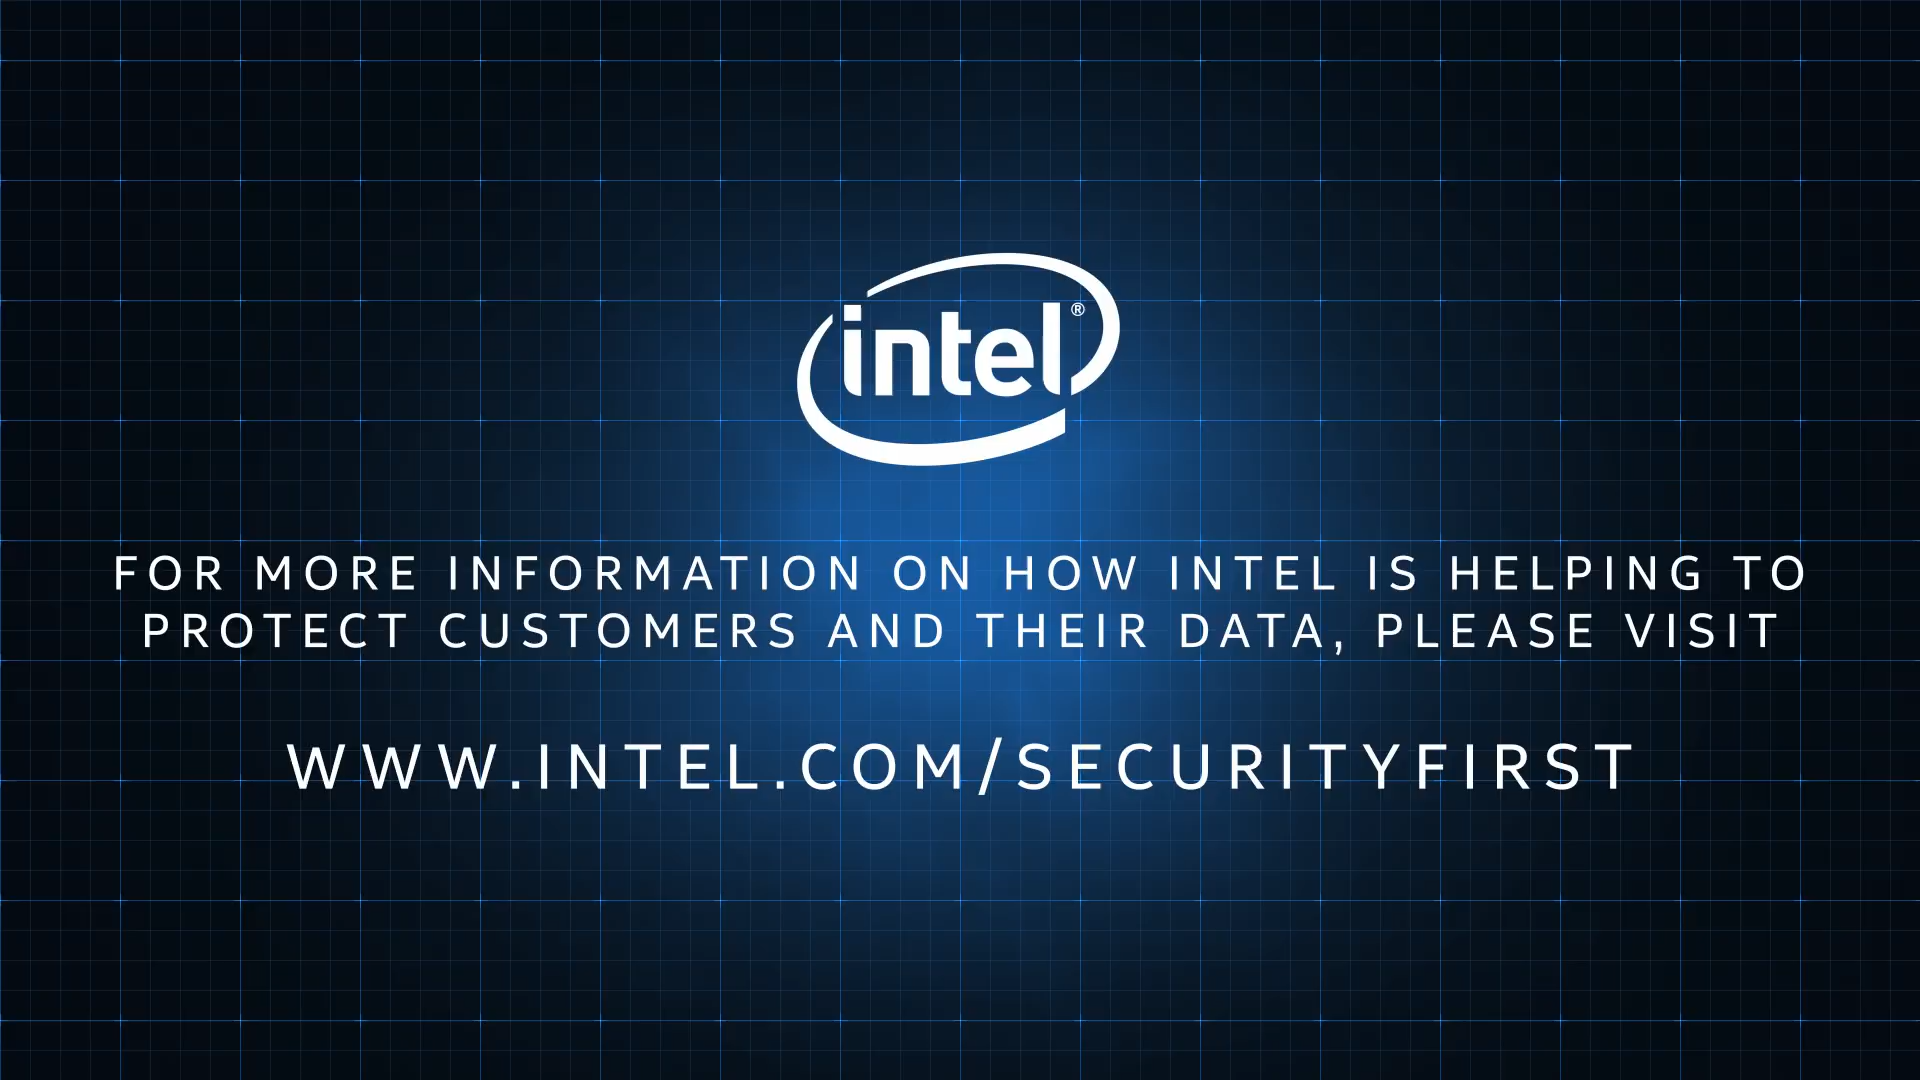 intel®
FOR MORE INFORMATION ON HOW INTEL IS HELPING TO
PROTECT CUSTOMERS AND THEIR DATA, PLEASE VISIT
WWW.INTEL.COM/SECURITYFIRST